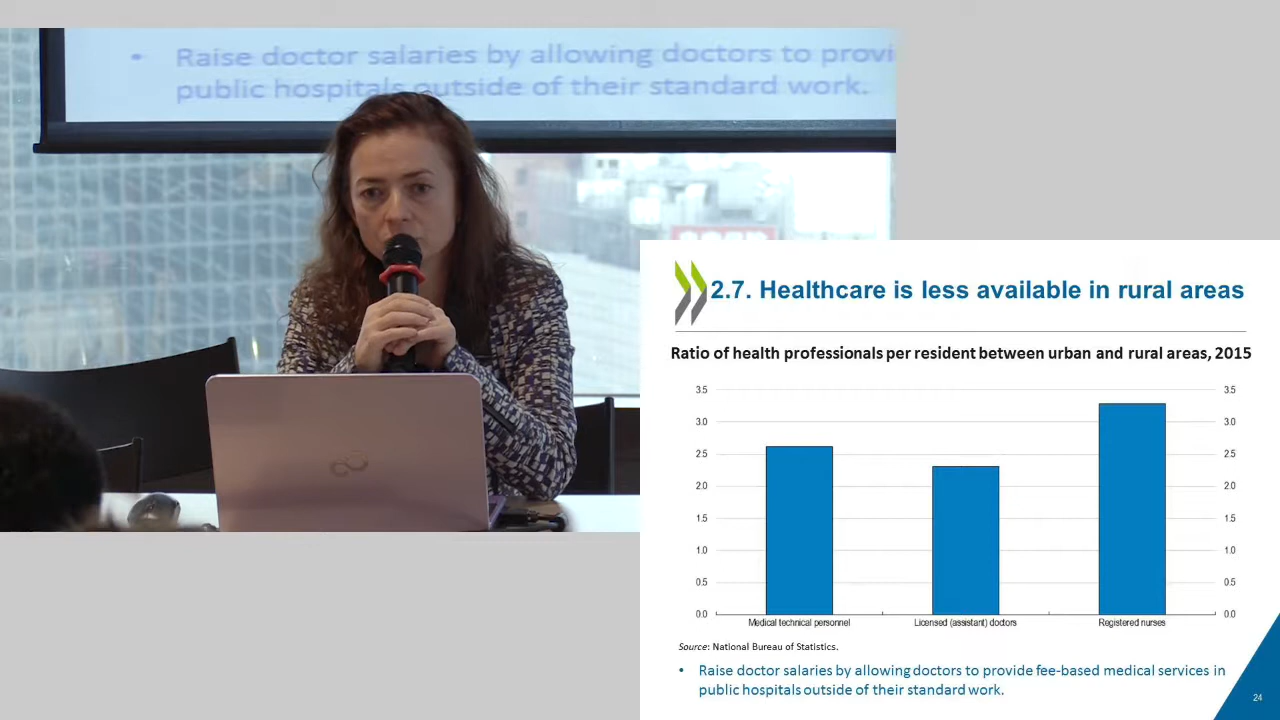 Raise doctor salaries by allowing doctors to provi
public hospitals outside of their standard work.
2.7. Healthcare is less available in rural areas
Ratio of health professionals per resident between urban and rural areas, 2015
3.5 3.5
3.0 3.0
2.5 2.5
2.0 2.0
1.5 1.5
1.0 1.0
0.5 0.5
0.0 0.0
Medical technical personnel Licensed (assistant) doctors Registered nurses
Source: National Bureau of Statistics.
• Raise doctor salaries by allowing doctors to provide fee-based medical services in
public hospitals outside of their standard work.
24